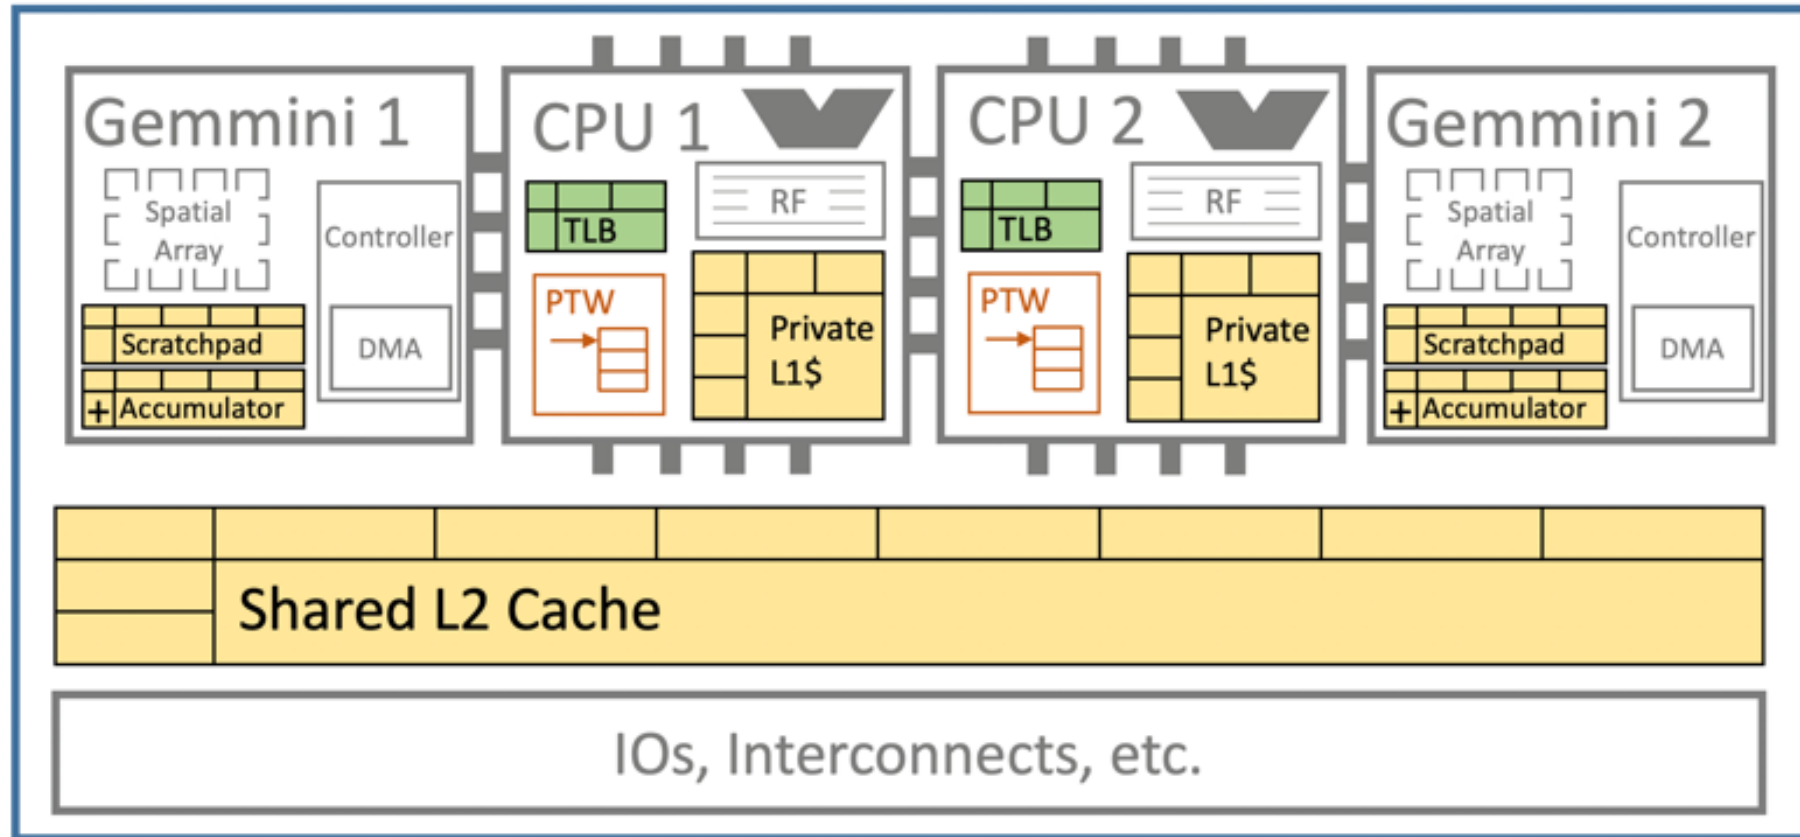 Gemmini 1
Spatial
Array
Controller
Scratchpad
DMA
+ Accumulator
CPU 1
TLB
RF
PTW
Private
L1$
CPU 2
TLB
RF
PTW
Private
L1$
Gemmini 2
Spatial
Array
Controller
Scratchpad
DMA
+ Accumulator
Shared L2 Cache
IOs, Interconnects, etc.